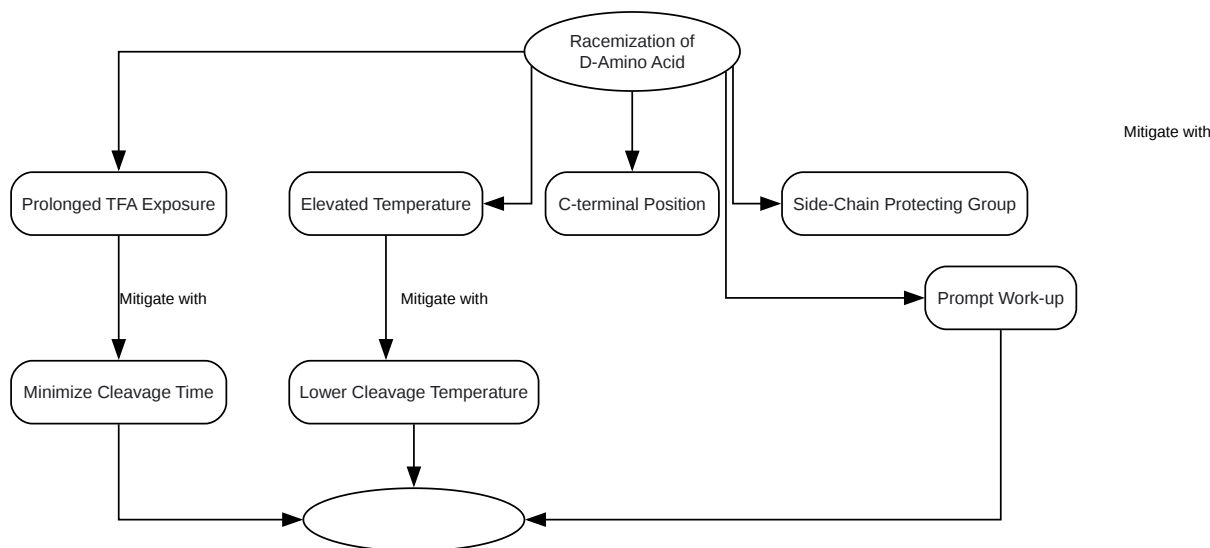 Racemization of
D-Amino Acid
Mitigate with
Prolonged TFA Exposure
Elevated Temperature
C-terminal Position
Side-Chain Protecting Group
Mitigate with
Mitigate with
Prompt Work-up
Minimize Cleavage Time
Lower Cleavage Temperature